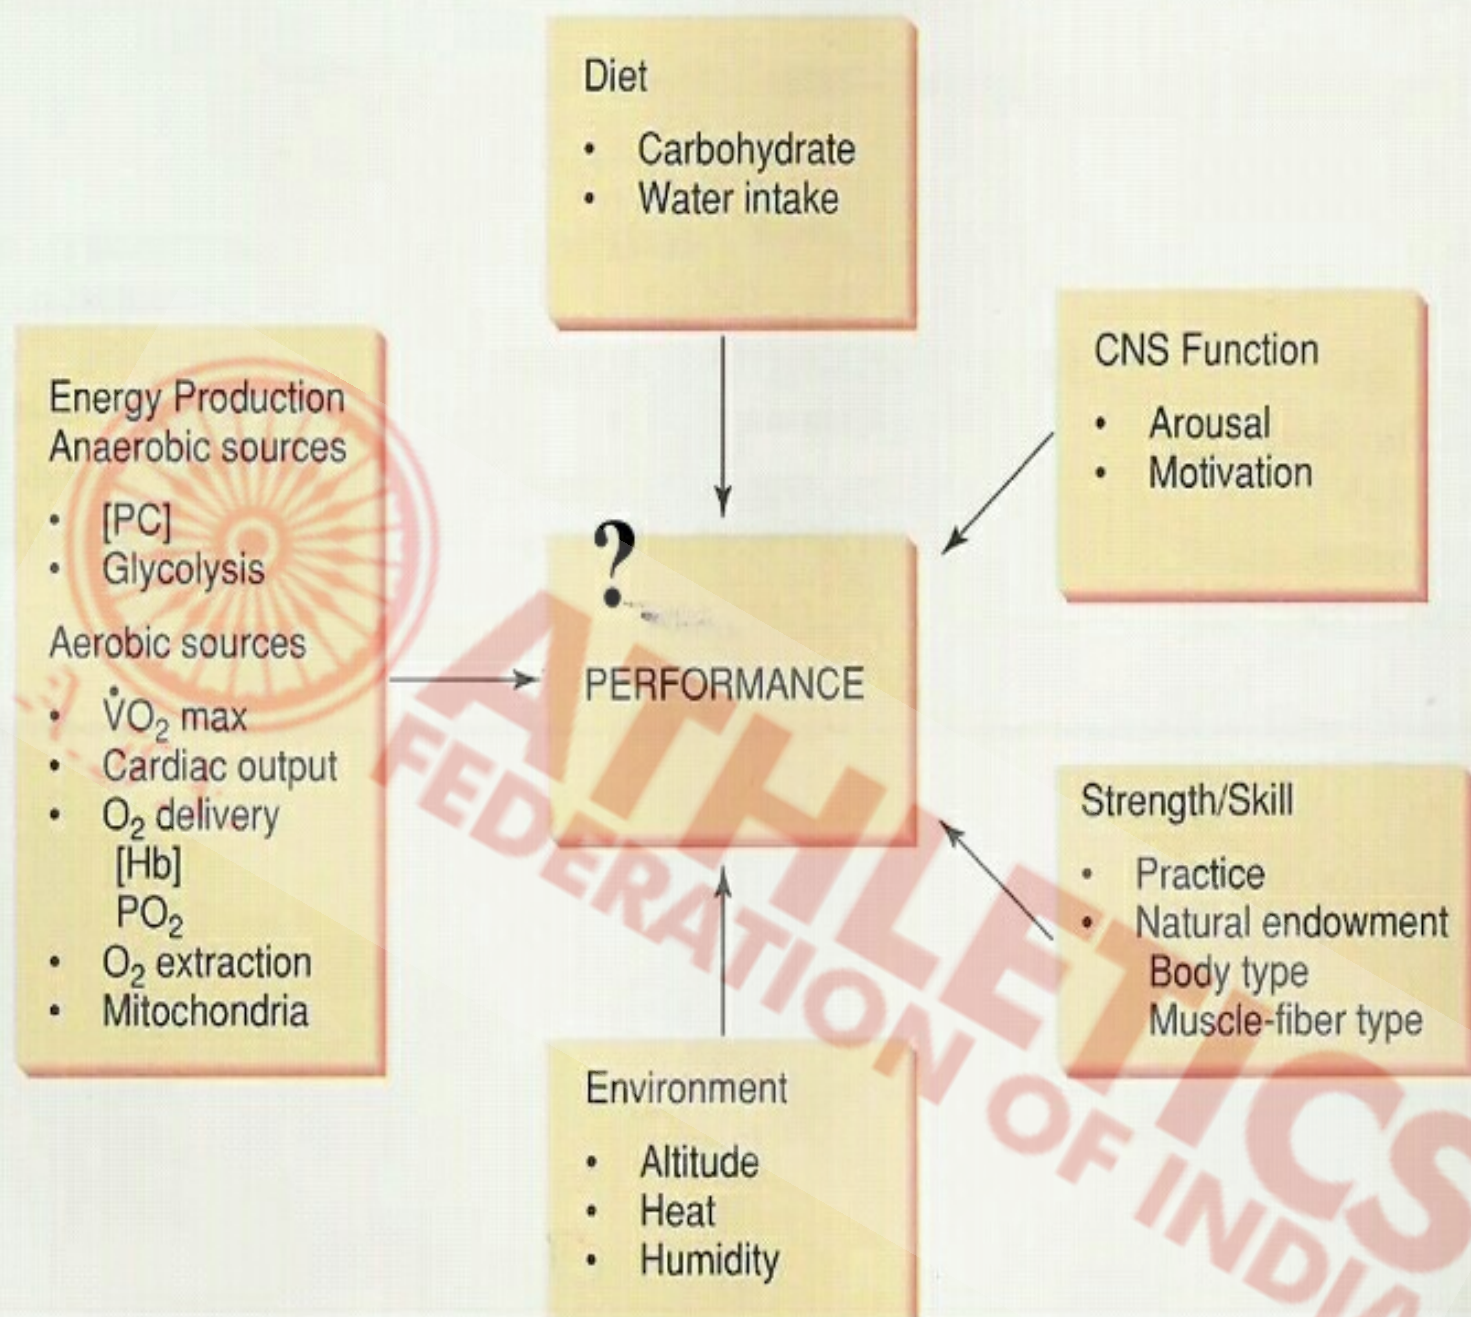 Diet
• Carbohydrate
• Water intake
CNS Function
• Arousal
• Motivation
Energy Production
Anaerobic sources
• [PC]
• Glycolysis
Aerobic sources
• V̇O₂ max
• Cardiac output
• O₂ delivery
[Hb]
PO₂
• O₂ extraction
• Mitochondria
?
PERFORMANCE
Strength/Skill
• Practice
• Natural endowment
Body type
Muscle-fiber type
Environment
• Altitude
• Heat
• Humidity
ATHLETICS
FEDERATION OF INDIA